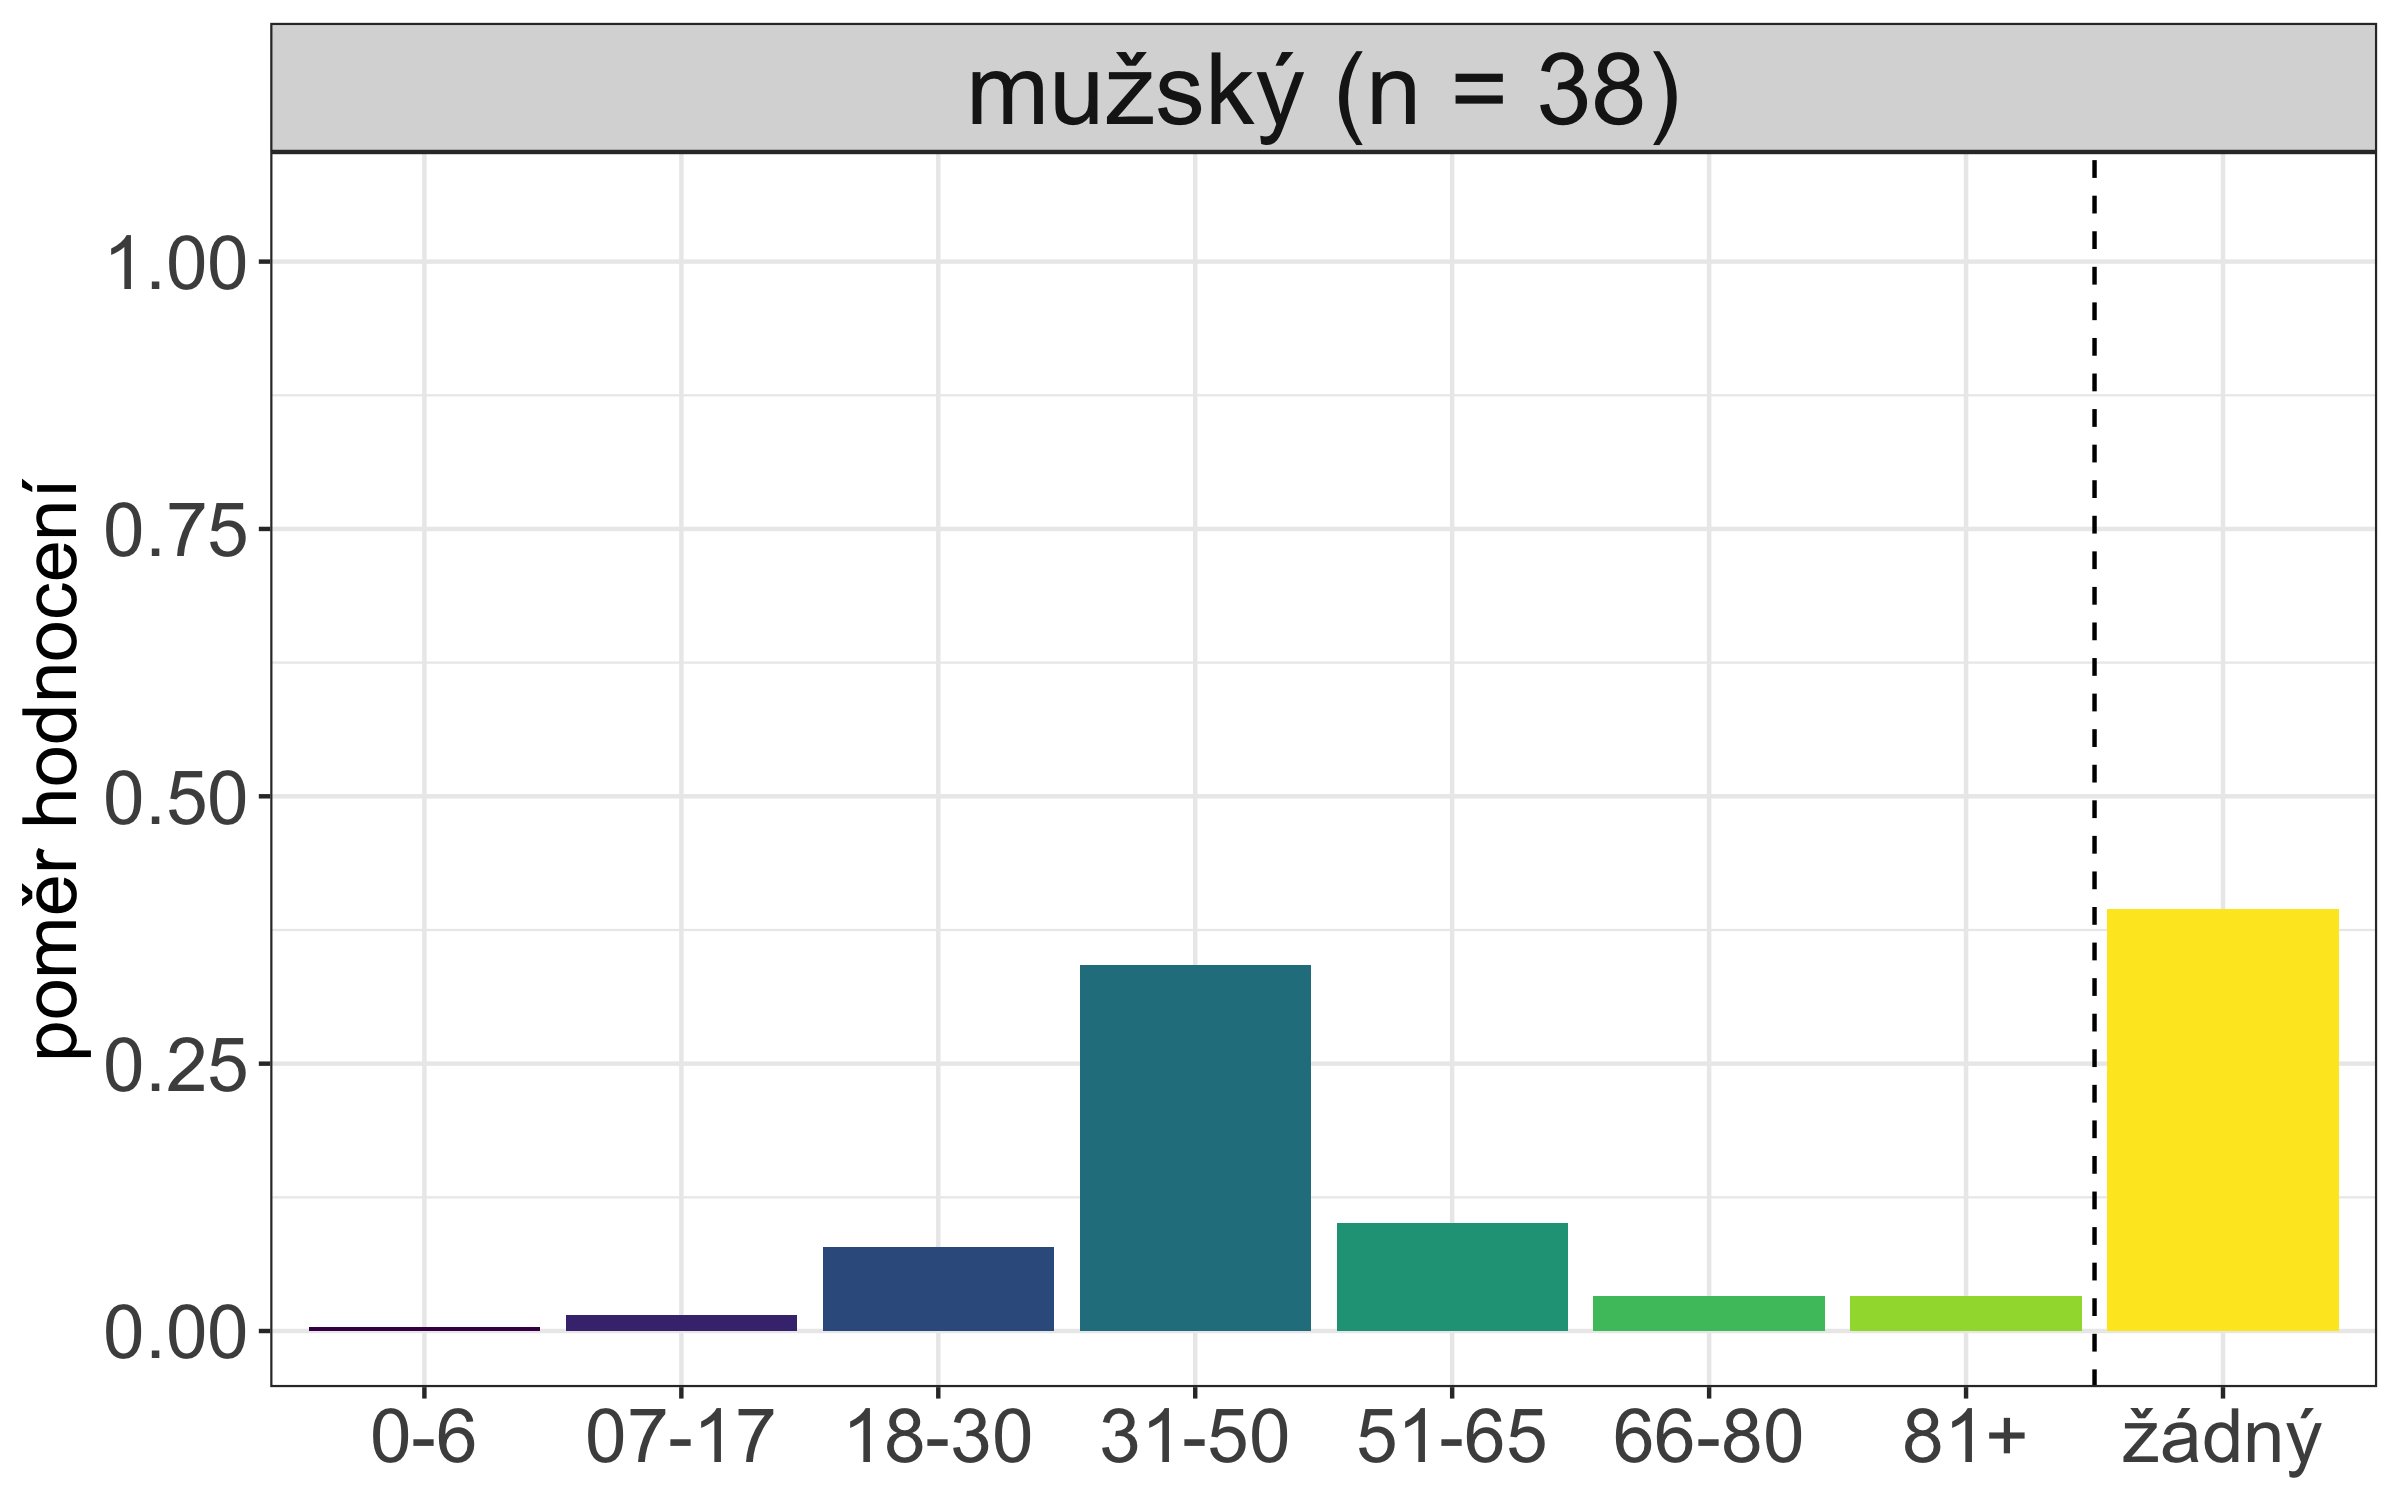 mužský (n = 38)
poměr hodnocení
1.00
0.75
0.50
0.25
0.00
0-6 07-17 18-30 31-50 51-65 66-80 81+ žádný